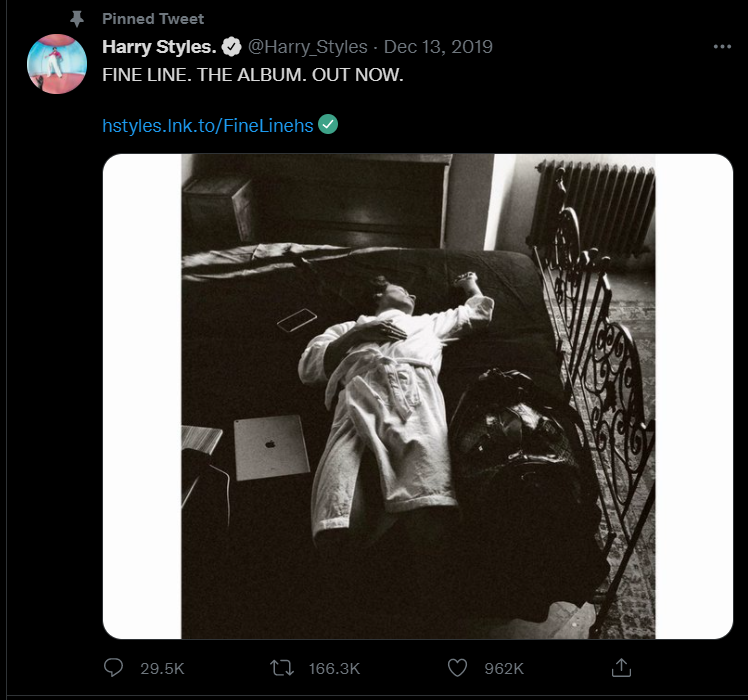 Pinned Tweet
Harry Styles. @Harry_Styles · Dec 13, 2019
FINE LINE. THE ALBUM. OUT NOW.
hstyles.lnk.to/FineLinehs
29.5K 166.3K 962K